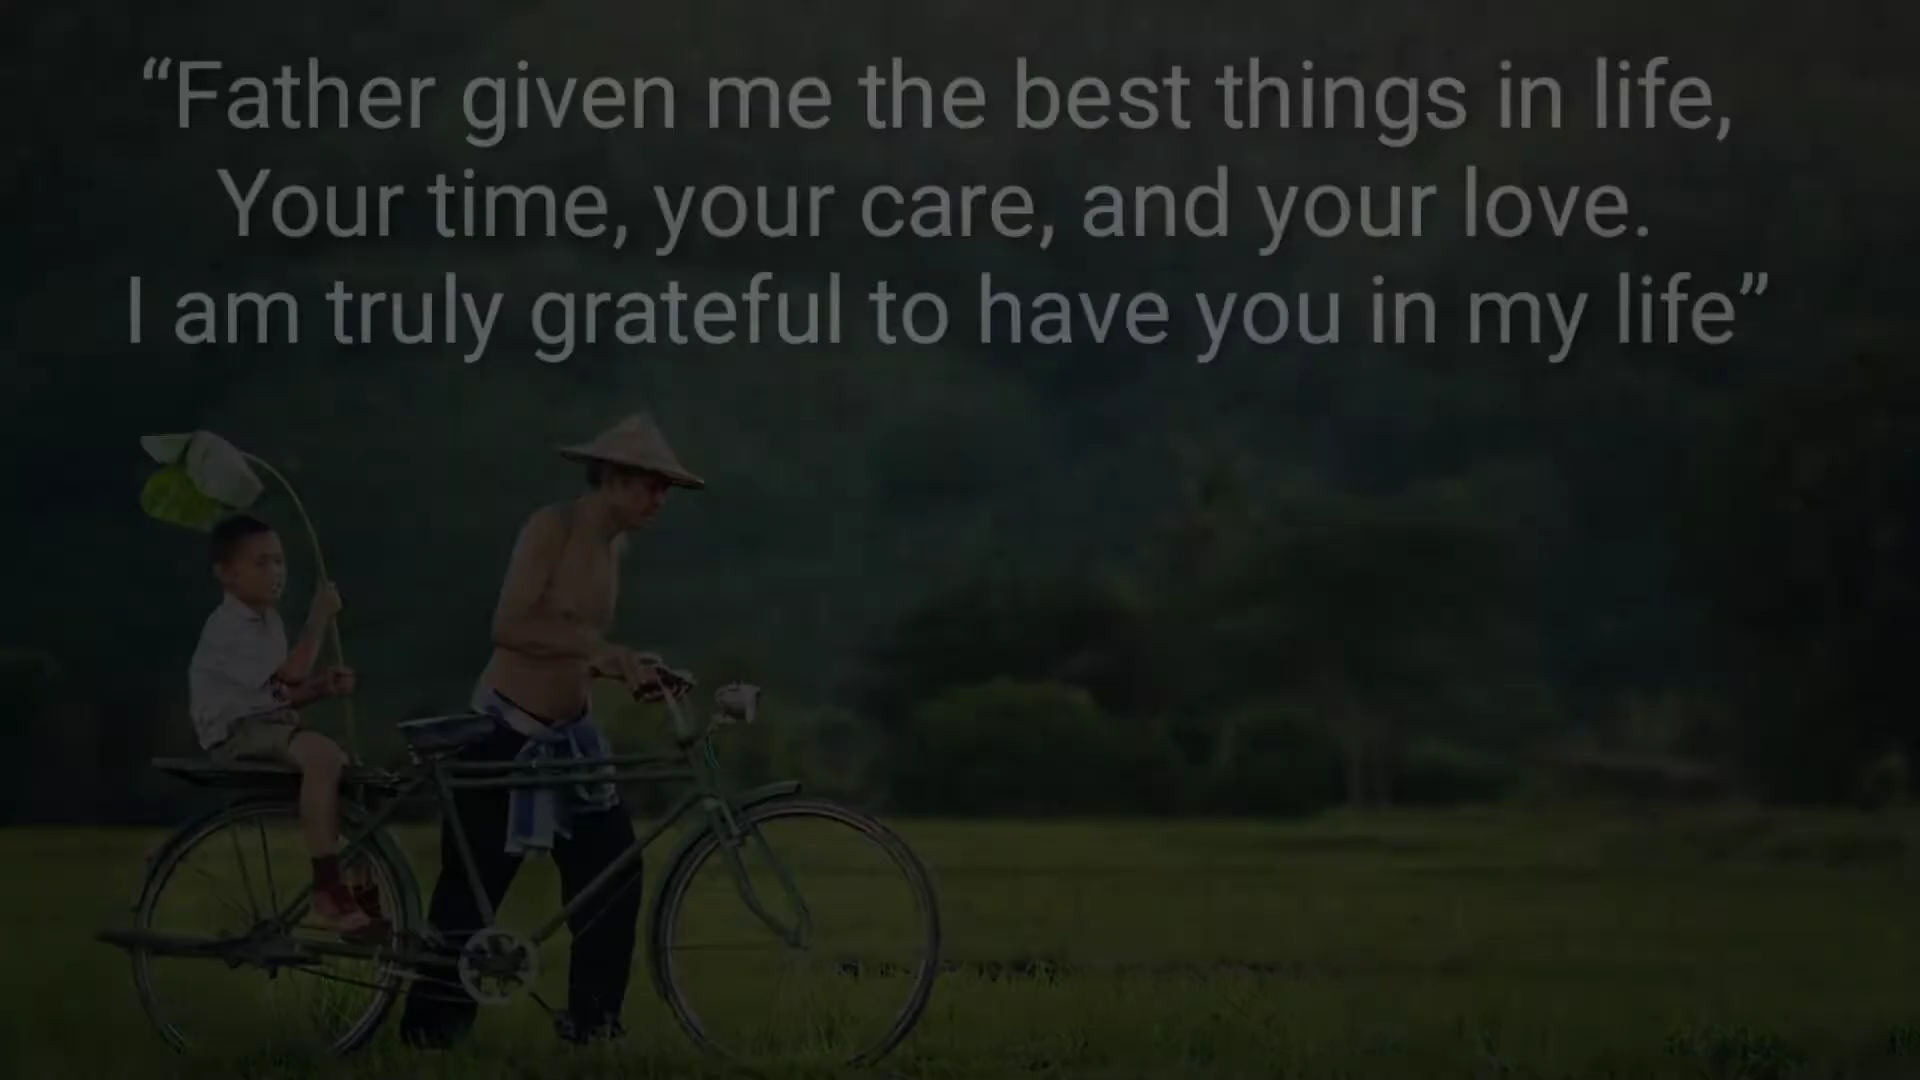 “Father given me the best things in life,
Your time, your care, and your love.
I am truly grateful to have you in my life”